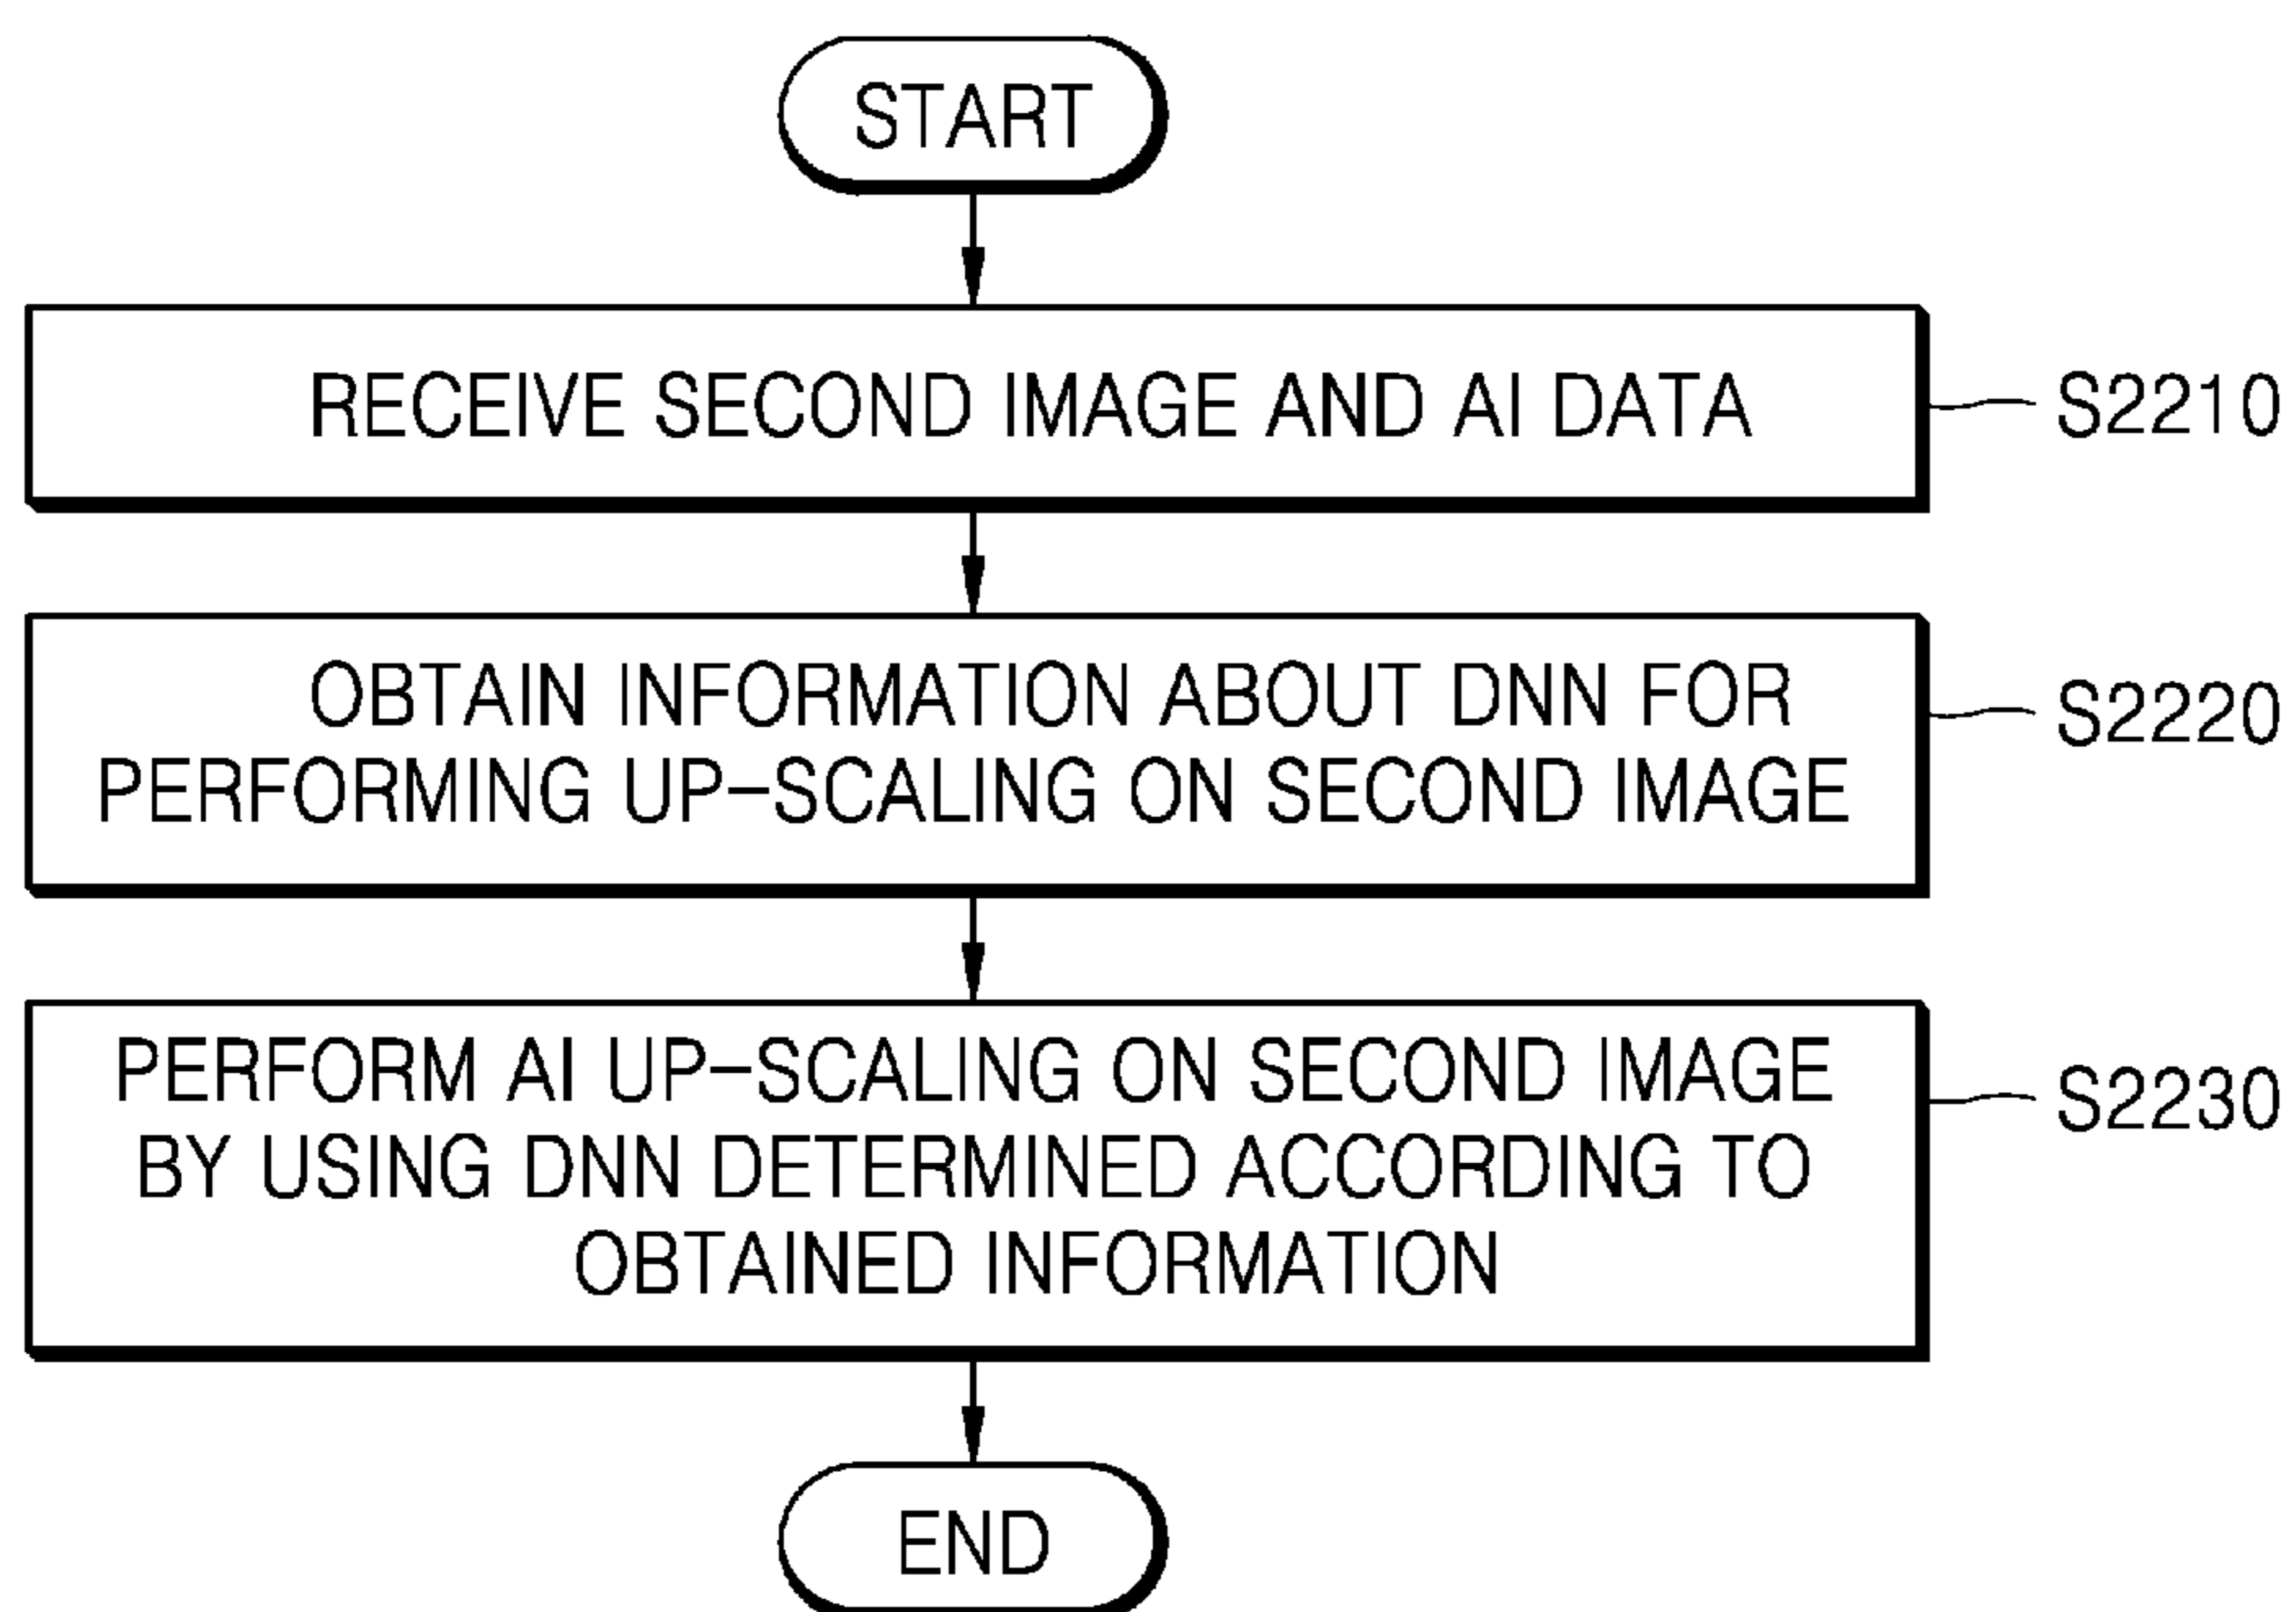 START
RECEIVE SECOND IMAGE AND AI DATA
S2210
OBTAIN INFORMATION ABOUT DNN FOR
PERFORMING UP-SCALING ON SECOND IMAGE
S2220
PERFORM AI UP-SCALING ON SECOND IMAGE
BY USING DNN DETERMINED ACCORDING TO
OBTAINED INFORMATION
S2230
END